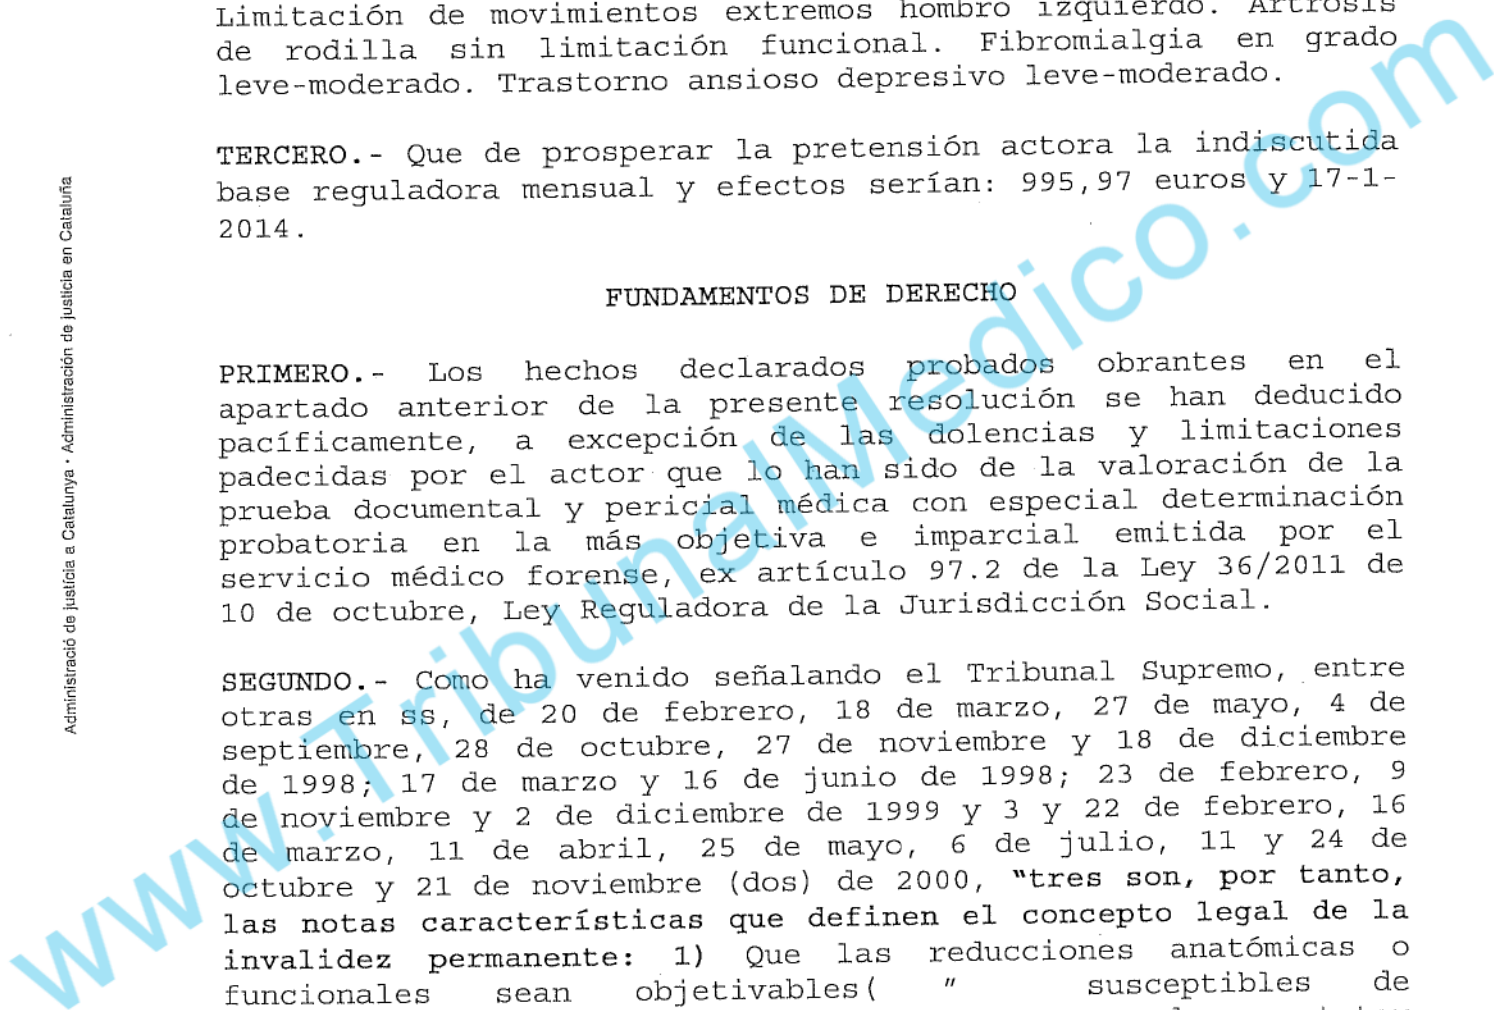 Limitación de movimientos extremos hombro izquierdo. Artrosis
de rodilla sin limitación funcional. Fibromialgia en grado
leve-moderado. Trastorno ansioso depresivo leve-moderado.
TERCERO.- Que de prosperar la pretensión actora la indiscutida
base reguladora mensual y efectos serían: 995,97 euros y 17-1-
2014.
FUNDAMENTOS DE DERECHO
PRIMERO.- Los hechos declarados probados obrantes en el
apartado anterior de la presente resolución se han deducido
pacíficamente, a excepción de las dolencias y limitaciones
padecidas por el actor que lo han sido de la valoración de la
prueba documental y pericial médica con especial determinación
probatoria en la más objetiva e imparcial emitida por el
servicio médico forense, ex artículo 97.2 de la Ley 36/2011 de
10 de octubre, Ley Reguladora de la Jurisdicción Social.
SEGUNDO.- Como ha venido señalando el Tribunal Supremo, entre
otras en ss, de 20 de febrero, 18 de marzo, 27 de mayo, 4 de
septiembre, 28 de octubre, 27 de noviembre y 18 de diciembre
de 1998; 17 de marzo y 16 de junio de 1998; 23 de febrero, 9
de noviembre y 2 de diciembre de 1999 y 3 y 22 de febrero, 16
de marzo, 11 de abril, 25 de mayo, 6 de julio, 11 y 24 de
octubre y 21 de noviembre (dos) de 2000, "tres son, por tanto,
las notas características que definen el concepto legal de la
invalidez permanente: 1) Que las reducciones anatómicas o
funcionales sean objetivables( " susceptibles de
Administració de justícia a Catalunya · Administración de justicia en Cataluña
www.TribunalMedico.com